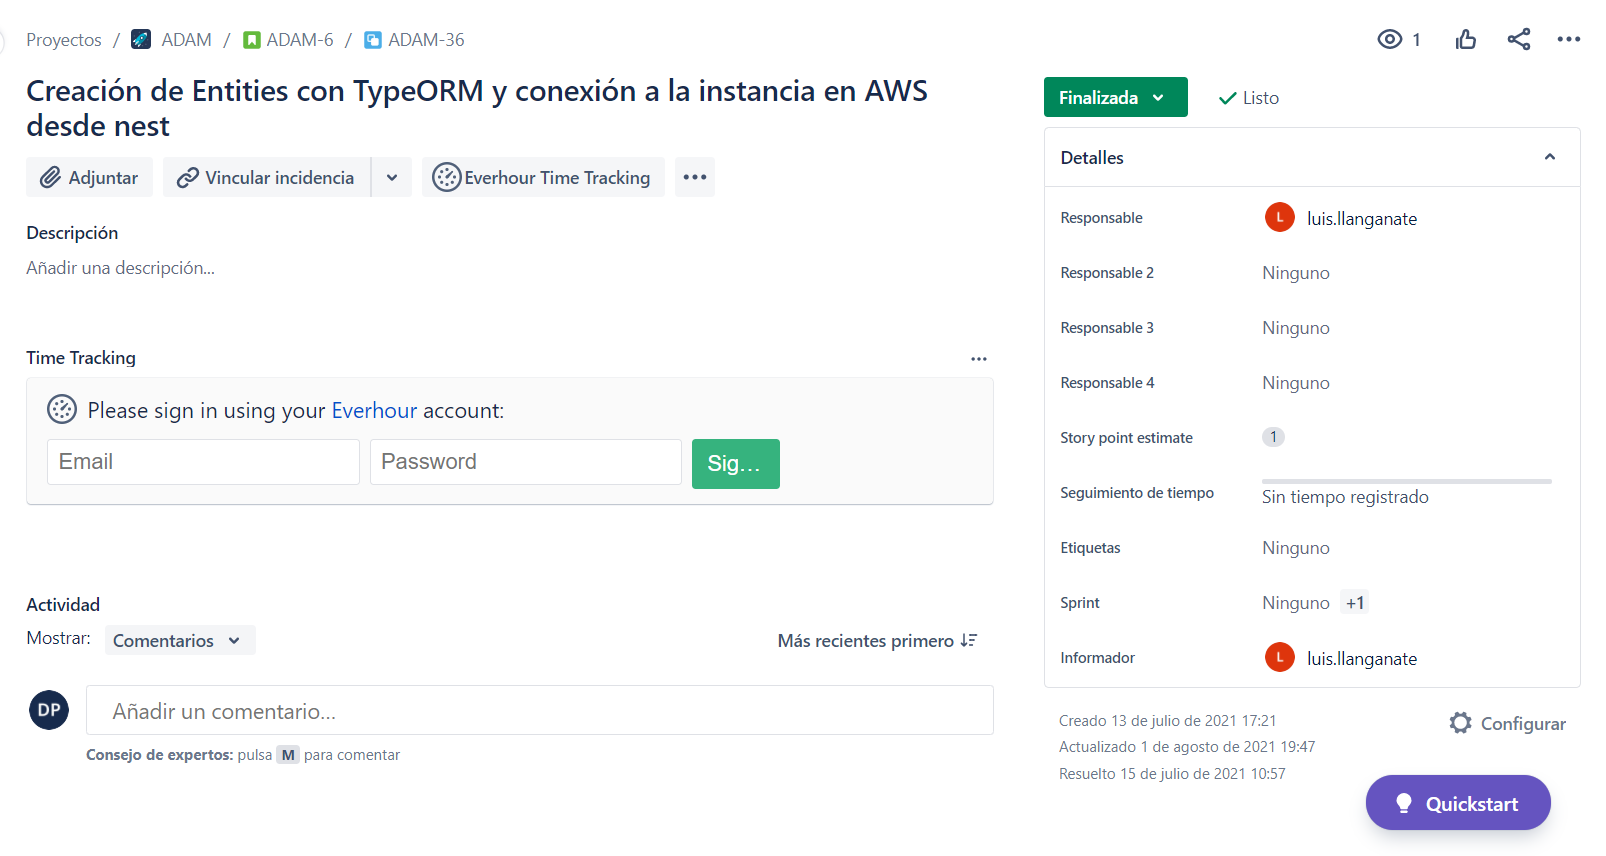 Proyectos / ADAM / ADAM-6 / ADAM-36
1
Creación de Entities con TypeORM y conexión a la instancia en AWS
desde nest
Adjuntar
Vincular incidencia
Everhour Time Tracking
Descripción
Añadir una descripción...
Time Tracking
Please sign in using your Everhour account:
Email
Password
Sig...
Actividad
Mostrar:
Comentarios
Más recientes primero
DP
Añadir un comentario...
Consejo de expertos: pulsa M para comentar
Finalizada
Listo
Detalles
Responsable
L luis.llanganate
Responsable 2
Ninguno
Responsable 3
Ninguno
Responsable 4
Ninguno
Story point estimate
1
Seguimiento de tiempo
Sin tiempo registrado
Etiquetas
Ninguno
Sprint
Ninguno +1
Informador
L luis.llanganate
Creado 13 de julio de 2021 17:21
Actualizado 1 de agosto de 2021 19:47
Resuelto 15 de julio de 2021 10:57
Configurar
Quickstart